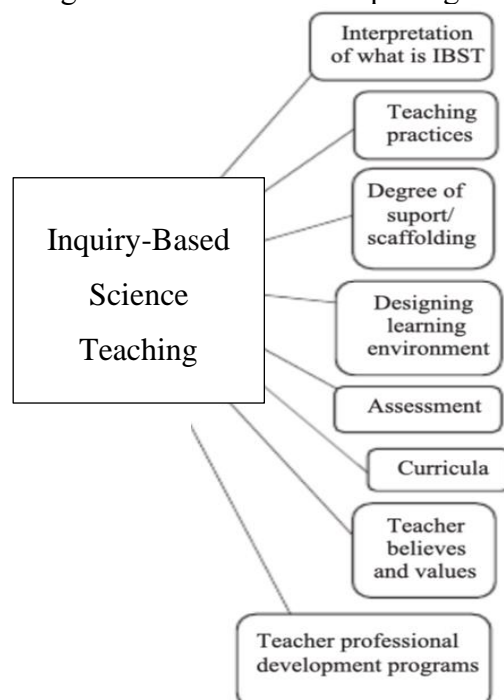 Interpretation
of what is IBST
Teaching
practices
Degree of
suport/
scaffolding
Inquiry-Based
Science
Teaching
Designing
learning
environment
Assessment
Curricula
Teacher
believes
and values
Teacher professional
development programs